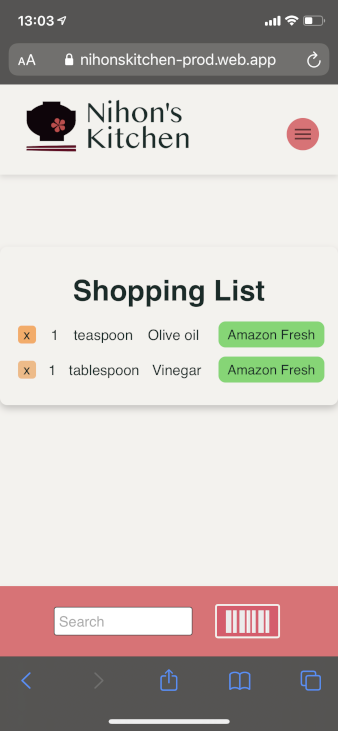 13:03
AA nihonskitchen-prod.web.app
Nihon's
Kitchen
Shopping List
x 1 teaspoon Olive oil Amazon Fresh
x 1 tablespoon Vinegar Amazon Fresh
Search